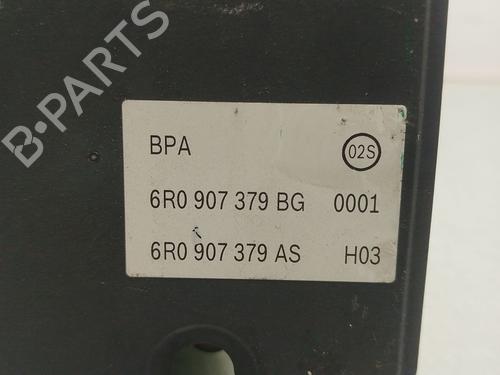 B·PARTS
BPA 02S
6R0 907 379 BG 0001
6R0 907 379 AS H03